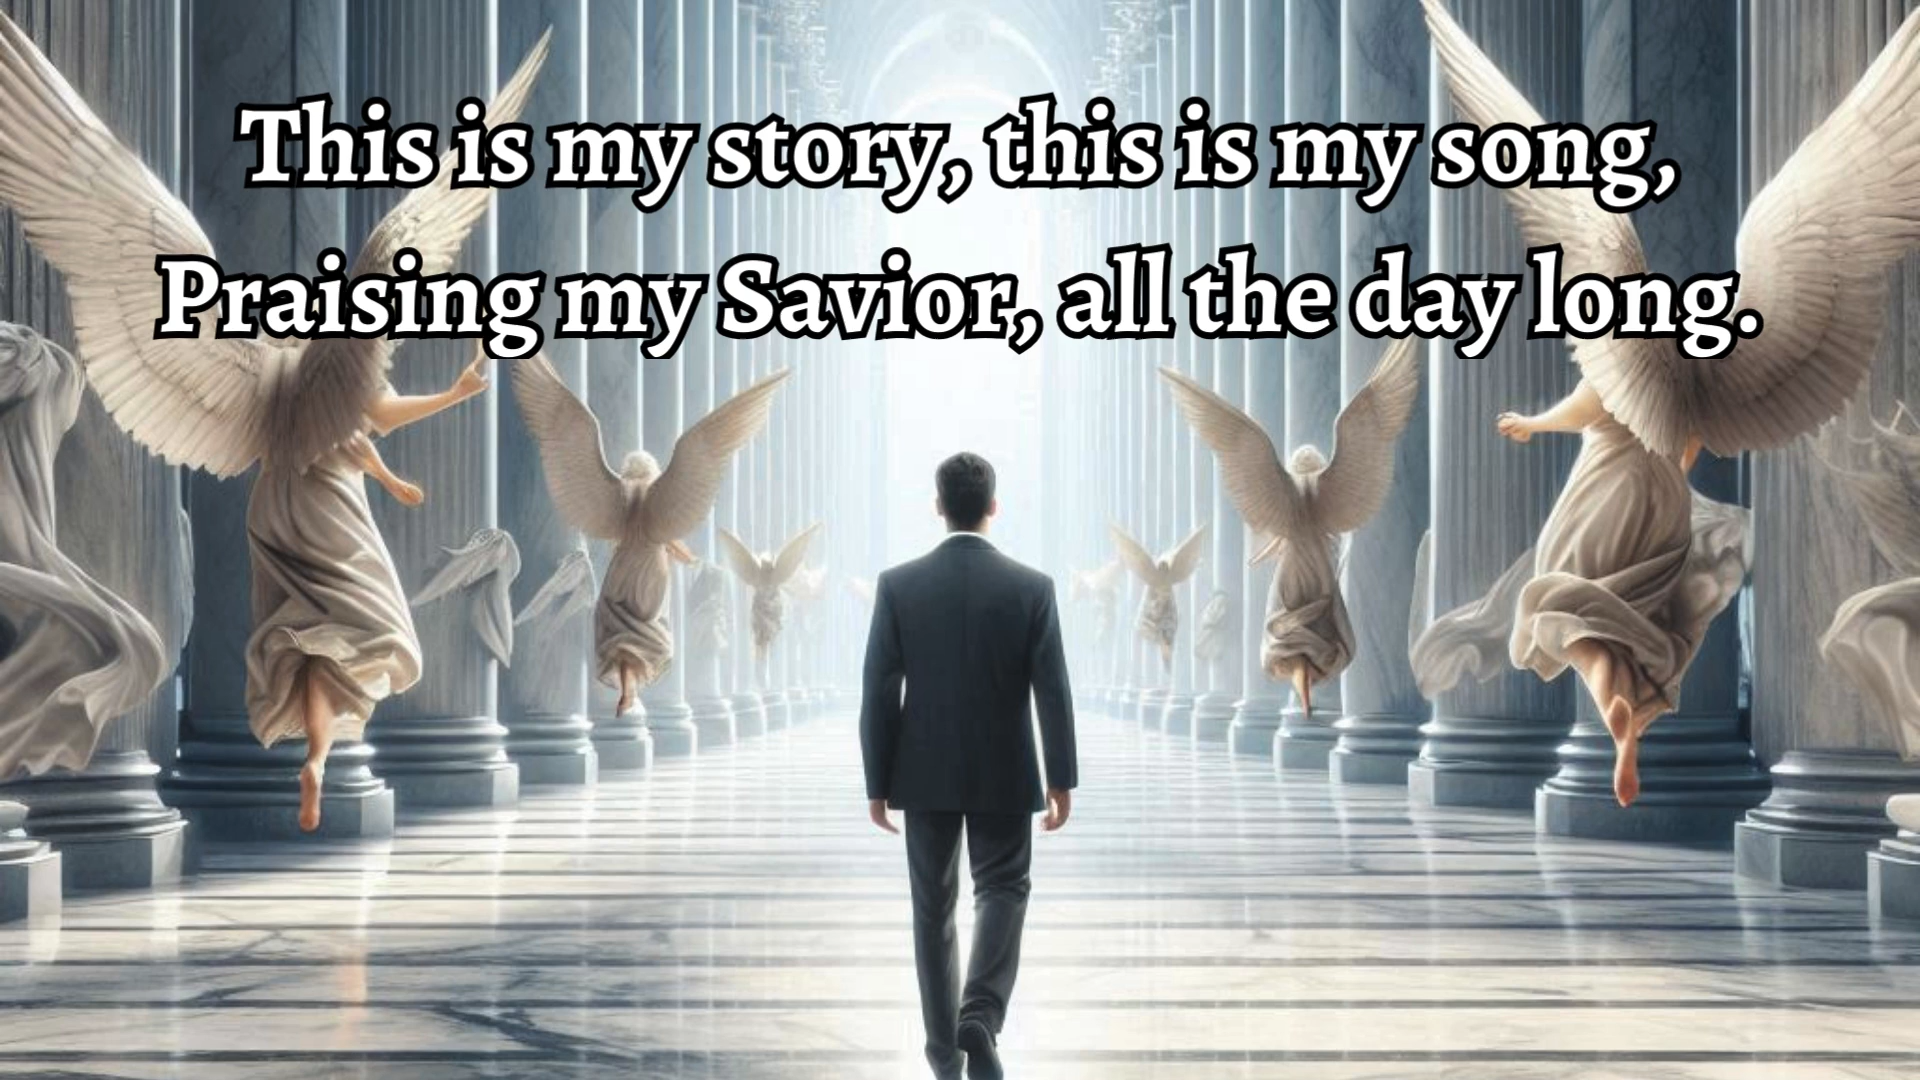 This is my story, this is my song,
Praising my Savior, all the day long.